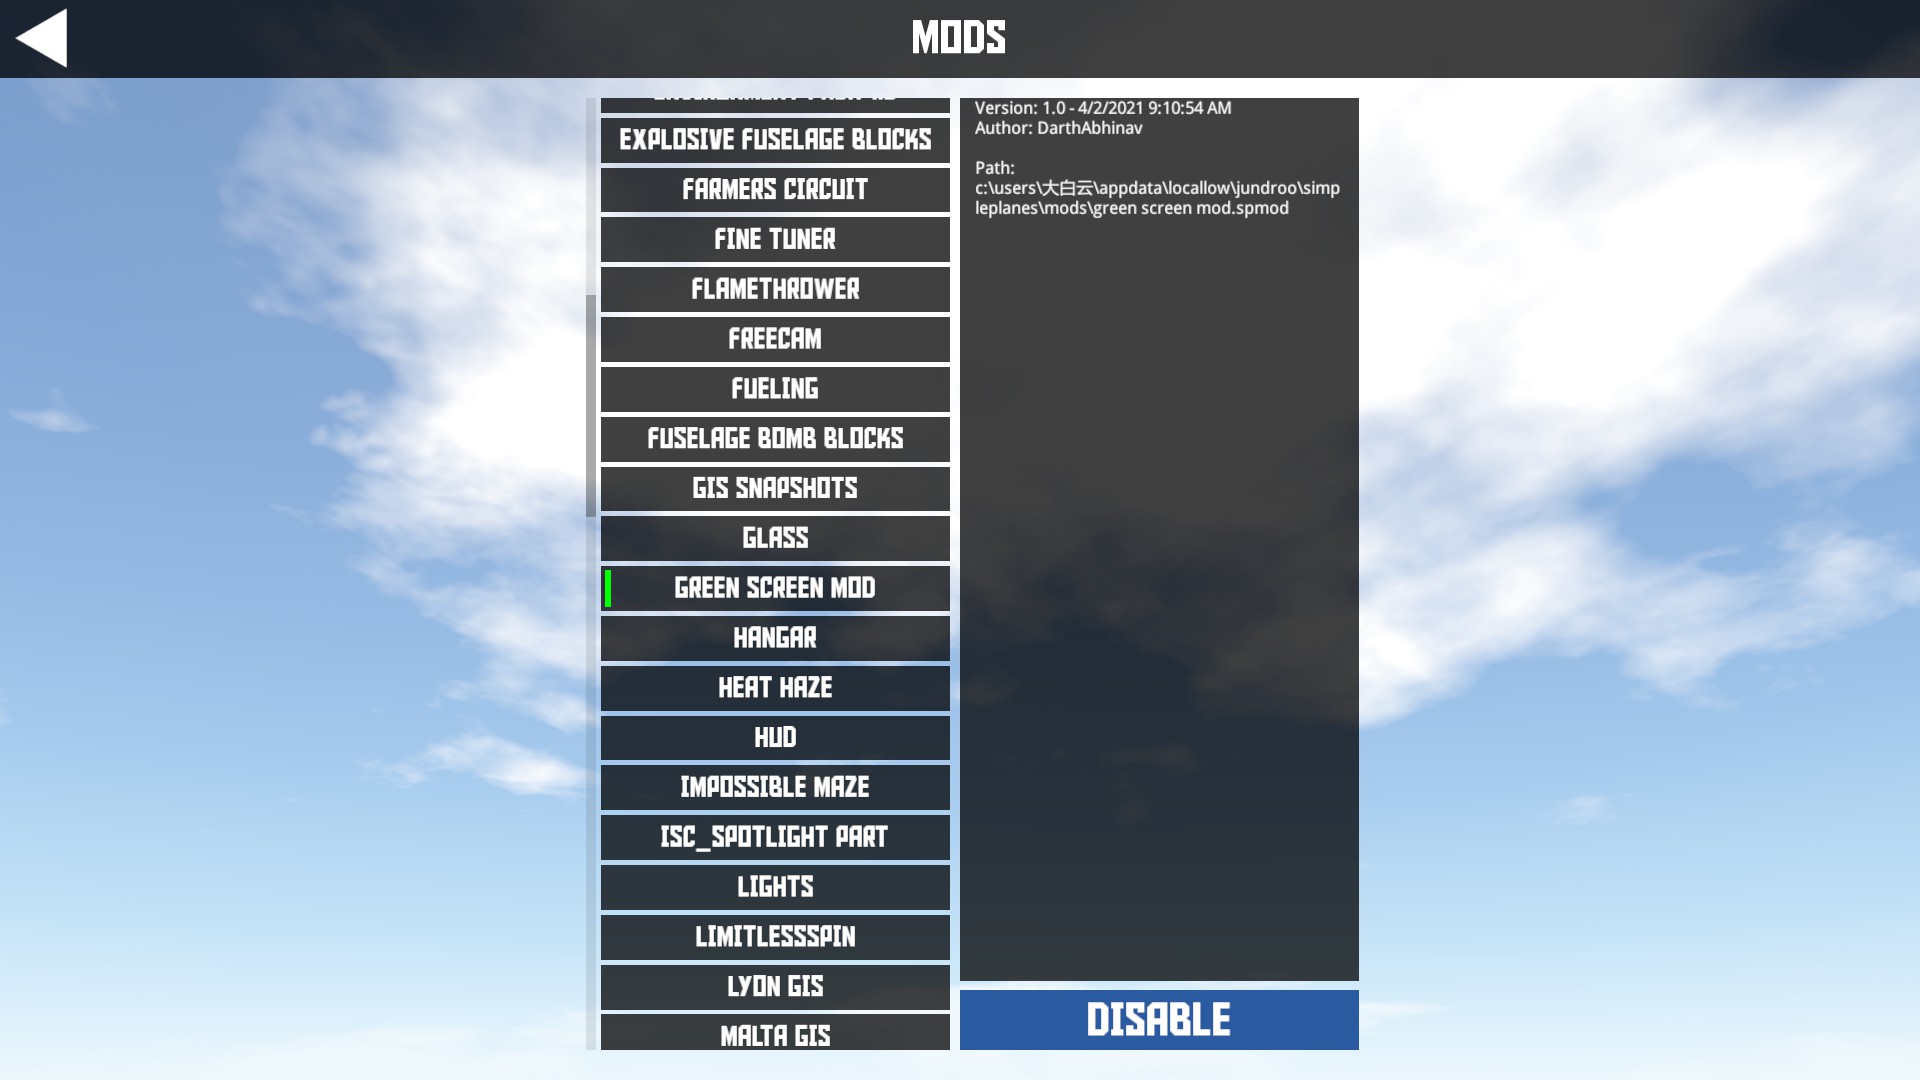 MODS
EXPLOSIVE FUSELAGE BLOCKS
FARMERS CIRCUIT
FINE TUNER
FLAMETHROWER
FREECAM
FUELING
FUSELAGE BOMB BLOCKS
GIS SNAPSHOTS
GLASS
GREEN SCREEN MOD
HANGAR
HEAT HAZE
HUD
IMPOSSIBLE MAZE
ISC_SPOTLIGHT PART
LIGHTS
LIMITLESSSPIN
LYON GIS
MALTA GIS
Version: 1.0 - 4/2/2021 9:10:54 AM
Author: DarthAbhinav
Path:
c:\users\大白云\appdata\locallow\jundroo\simp
leplanes\mods\green screen mod.spmod
DISABLE